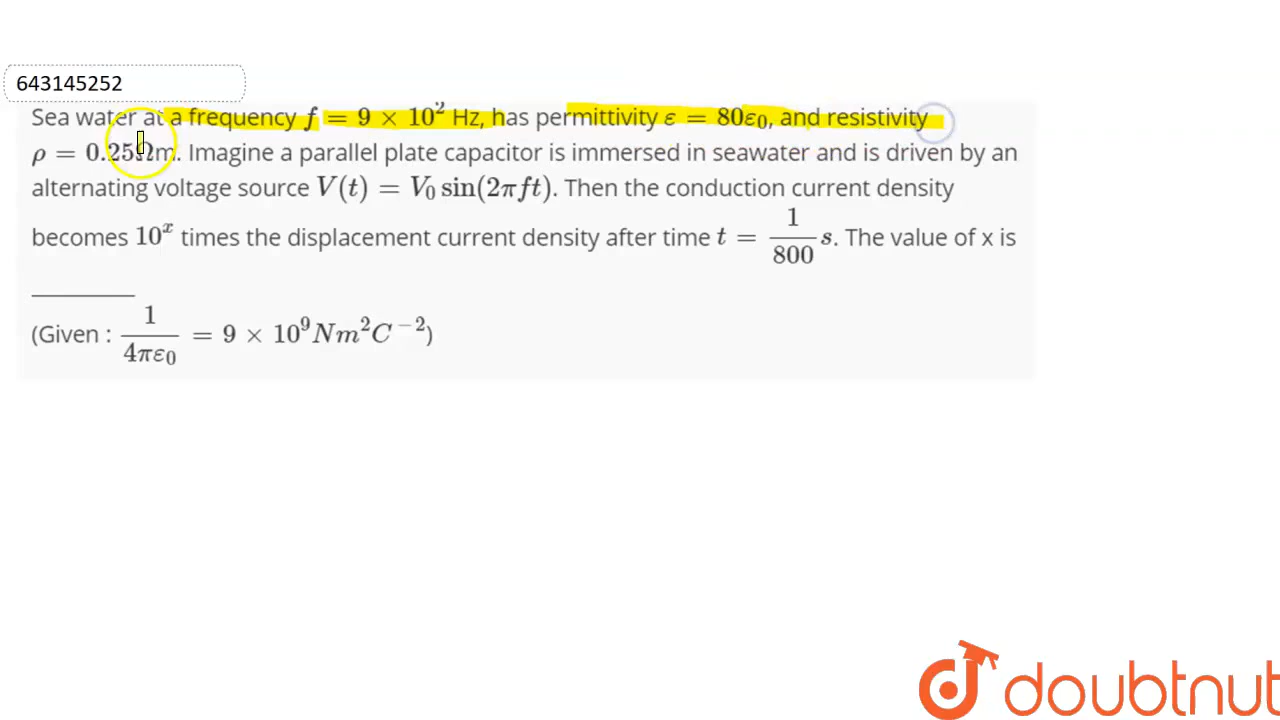 643145252
Sea water at a frequency f = 9 × 10² Hz, has permittivity ε = 80ε₀, and resistivity
ρ = 0.25Ωm. Imagine a parallel plate capacitor is immersed in seawater and is driven by an
alternating voltage source V(t) = V₀ sin(2πft). Then the conduction current density
becomes 10ˣ times the displacement current density after time t = 1/800 s. The value of x is
_________
(Given : 1/(4πε₀) = 9 × 10⁹Nm²C⁻²)
doubtnut